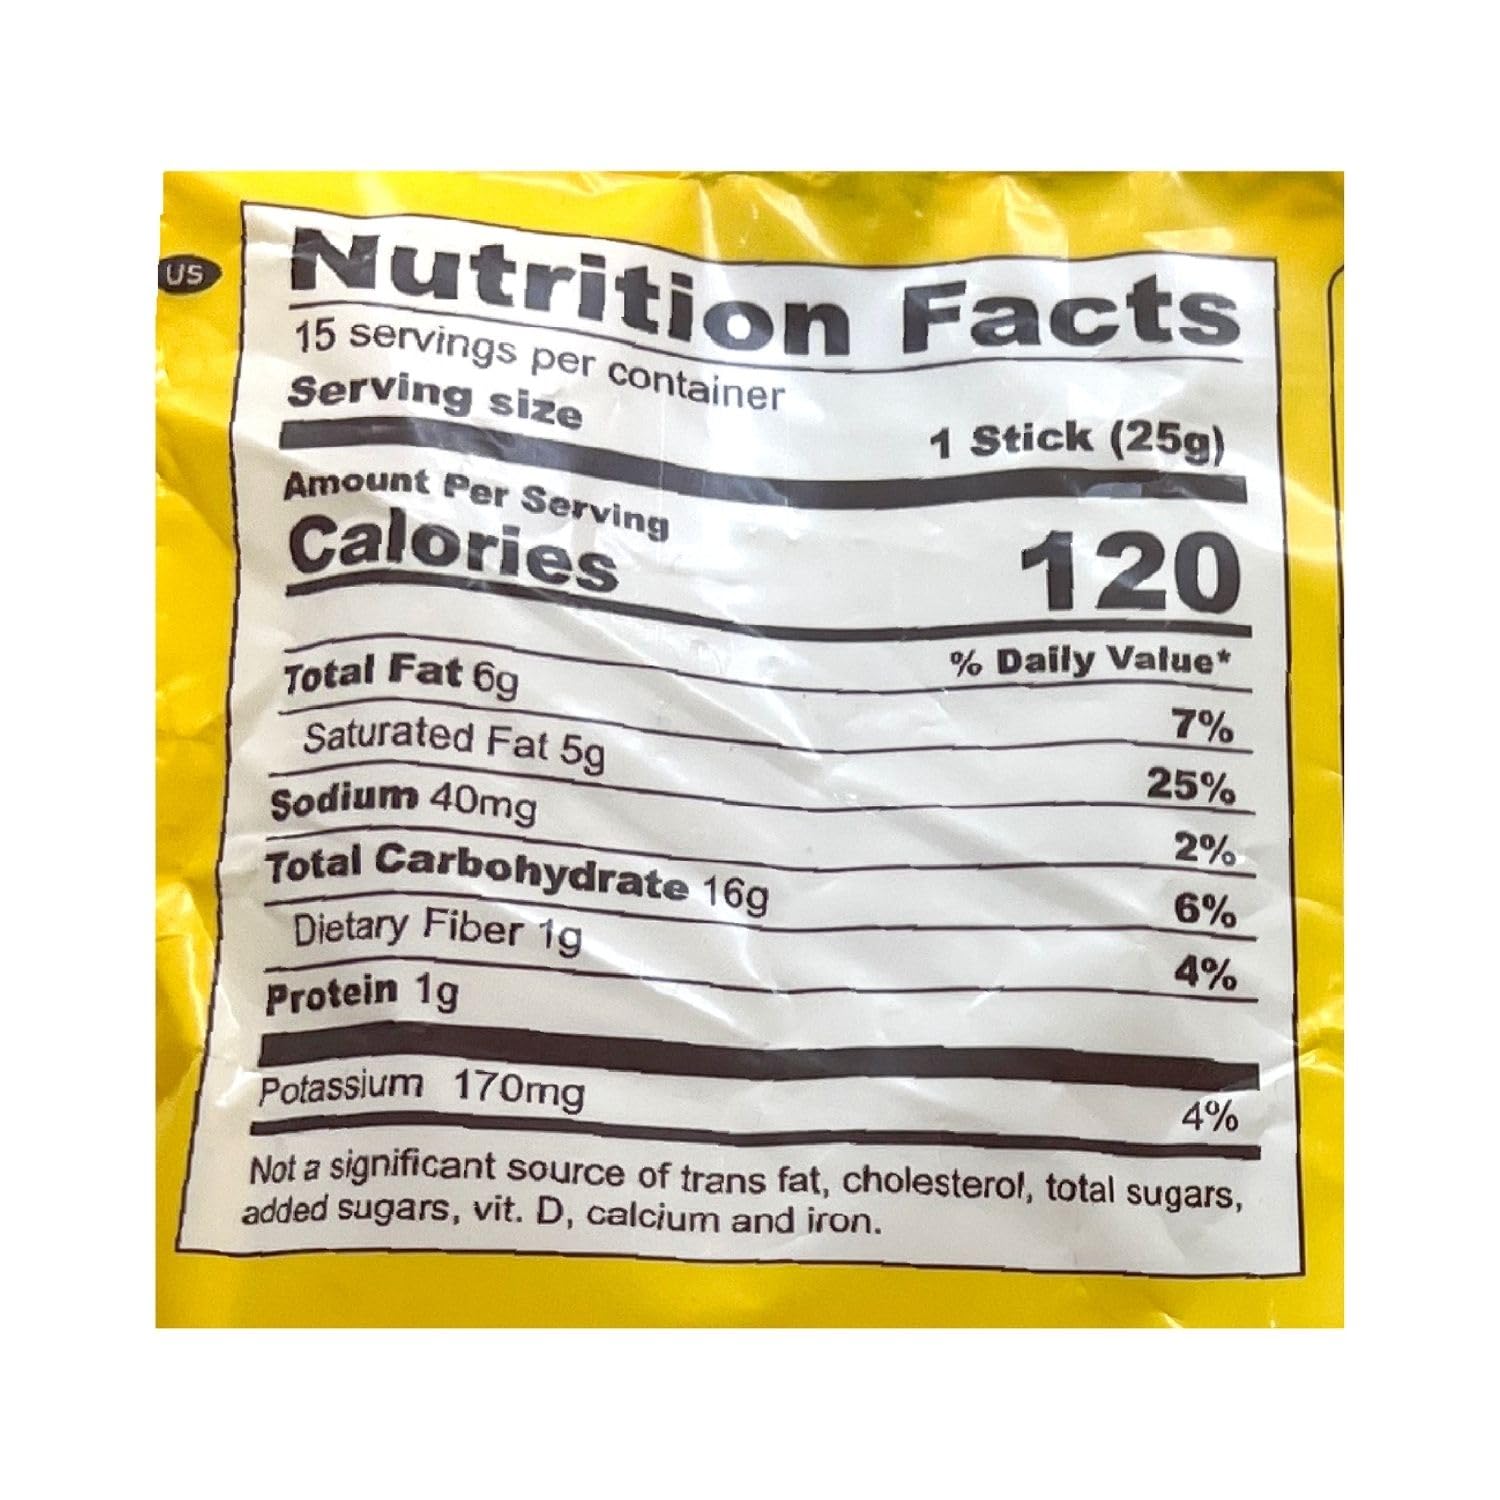 US
Nutrition Facts
15 servings per container
Serving size 1 Stick (25g)
Amount Per Serving
Calories 120
% Daily Value*
Total Fat 6g 7%
Saturated Fat 5g 25%
Sodium 40mg 2%
Total Carbohydrate 16g 6%
Dietary Fiber 1g 4%
Protein 1g
Potassium 170mg 4%
Not a significant source of trans fat, cholesterol, total sugars,
added sugars, vit. D, calcium and iron.